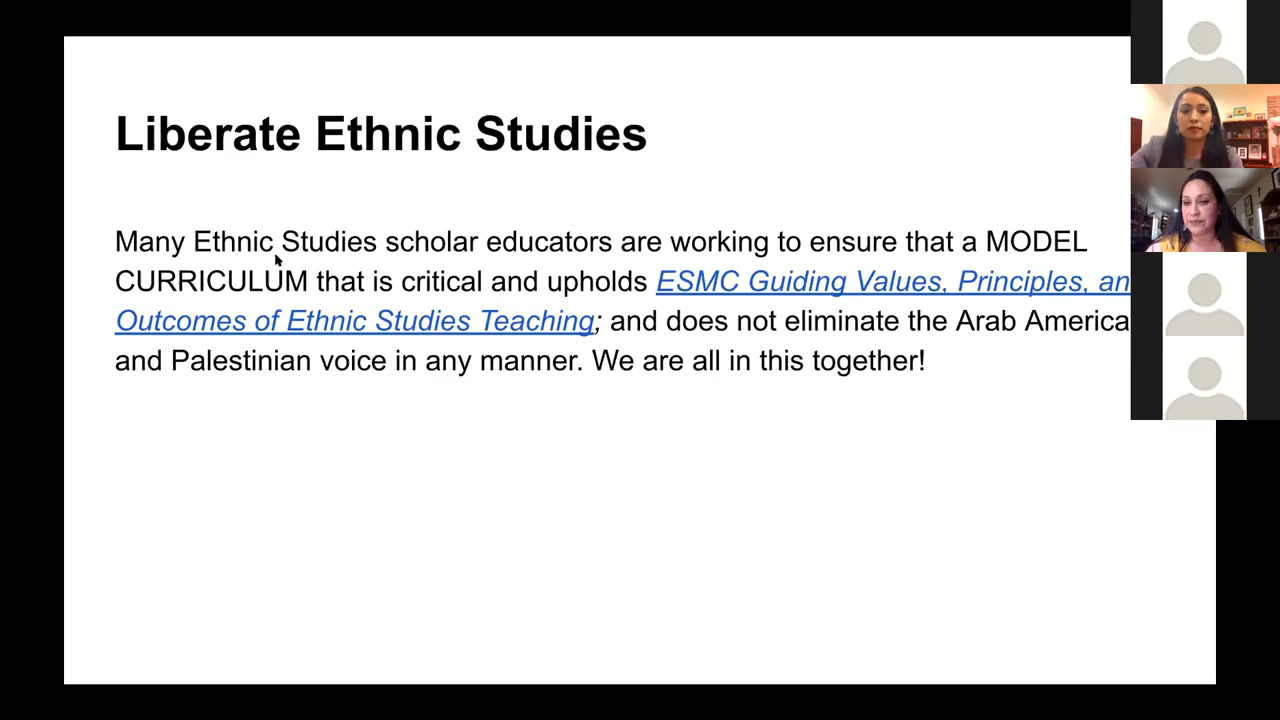 Liberate Ethnic Studies
Many Ethnic Studies scholar educators are working to ensure that a MODEL
CURRICULUM that is critical and upholds ESMC Guiding Values, Principles, an
Outcomes of Ethnic Studies Teaching; and does not eliminate the Arab America
and Palestinian voice in any manner. We are all in this together!